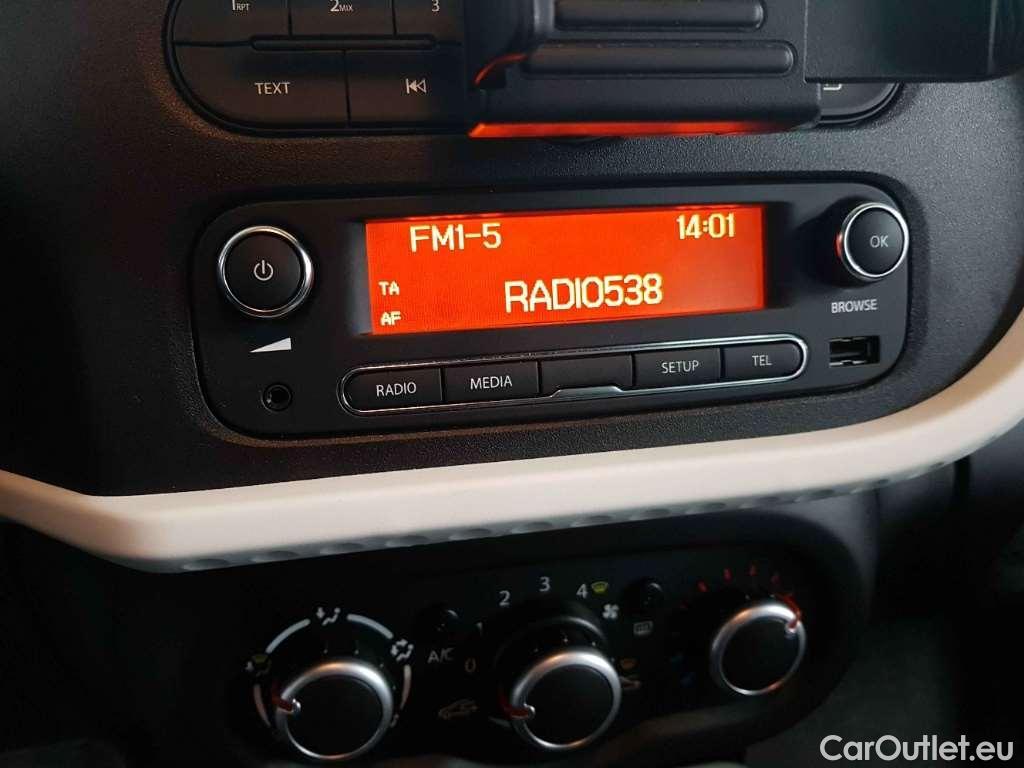 1RPT 2MIX 3
TEXT
FM1-5 14:01
TA
RADIO538
AF
OK
BROWSE
RADIO MEDIA SETUP TEL
2 3 4
A/C 0
CarOutlet.eu